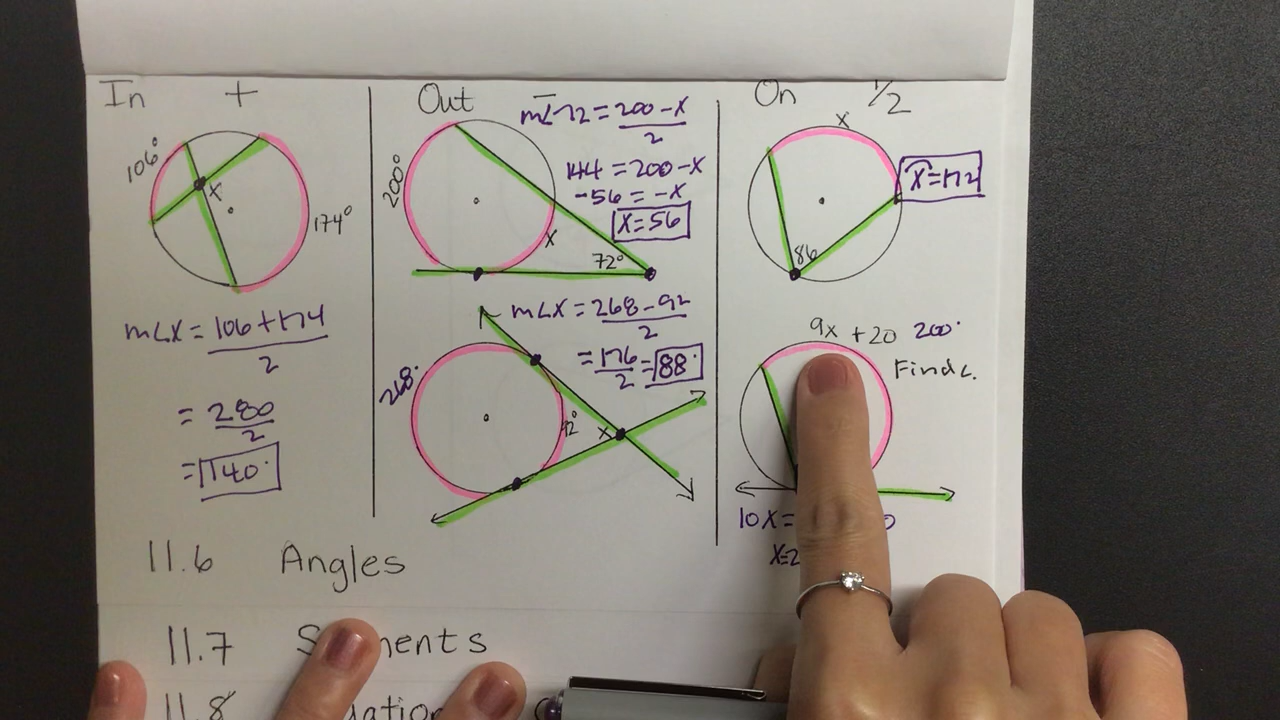 In +
106°
x
174°
m∠X = 106 + 174
2
= 280
2
= 140°
Out -
m∠72 = 200 - X
2
144 = 200 - X
-56 = -X
X = 56
200°
X
72°
m∠X = 268 - 92
2
= 176 = 88°
2
268°
92°
X
On 1/2
x
X = 172
86
9x + 20 200°
Find ∠.
10X =
X=2
11.6 Angles
11.7
11.8